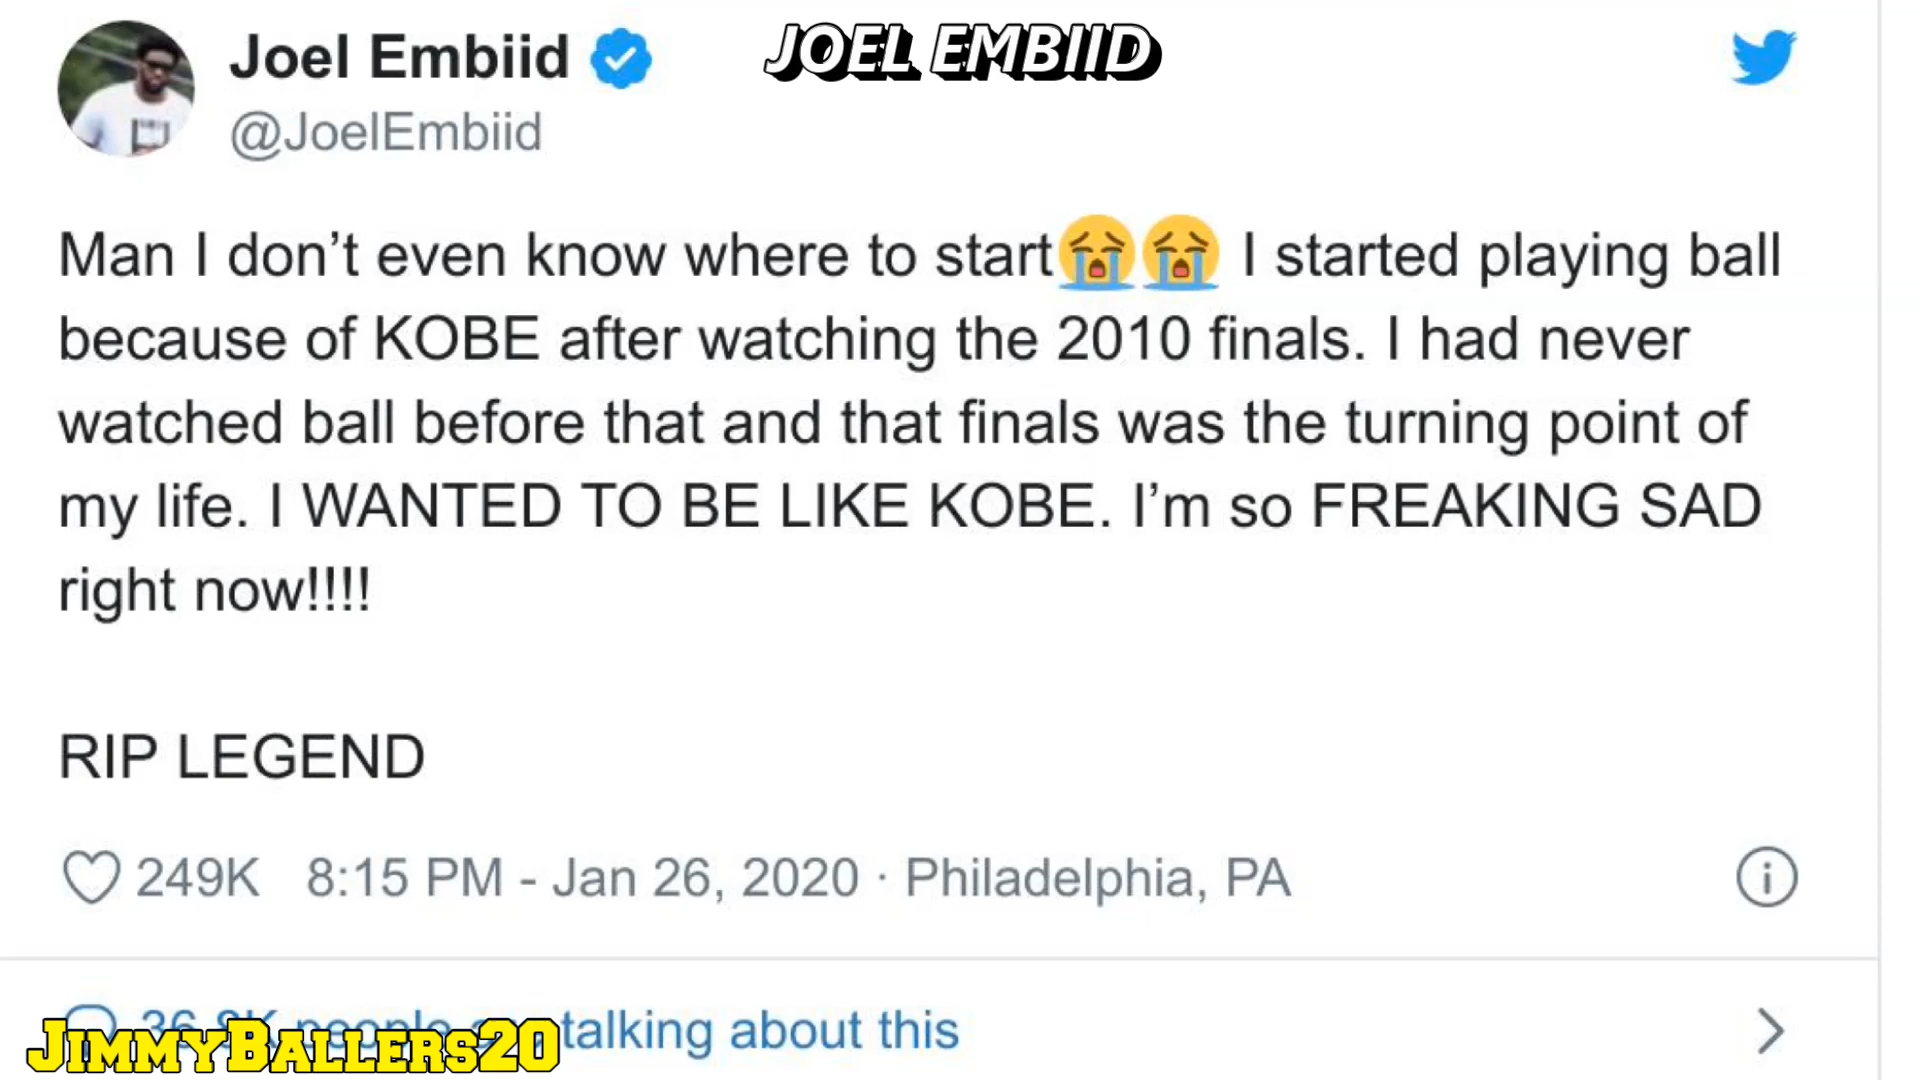 Joel Embiid
JOEL EMBIID
@JoelEmbiid
Man I don’t even know where to start😭😭 I started playing ball
because of KOBE after watching the 2010 finals. I had never
watched ball before that and that finals was the turning point of
my life. I WANTED TO BE LIKE KOBE. I’m so FREAKING SAD
right now!!!!
RIP LEGEND
249K 8:15 PM - Jan 26, 2020 · Philadelphia, PA
people talking about this
JIMMYBALLERS20